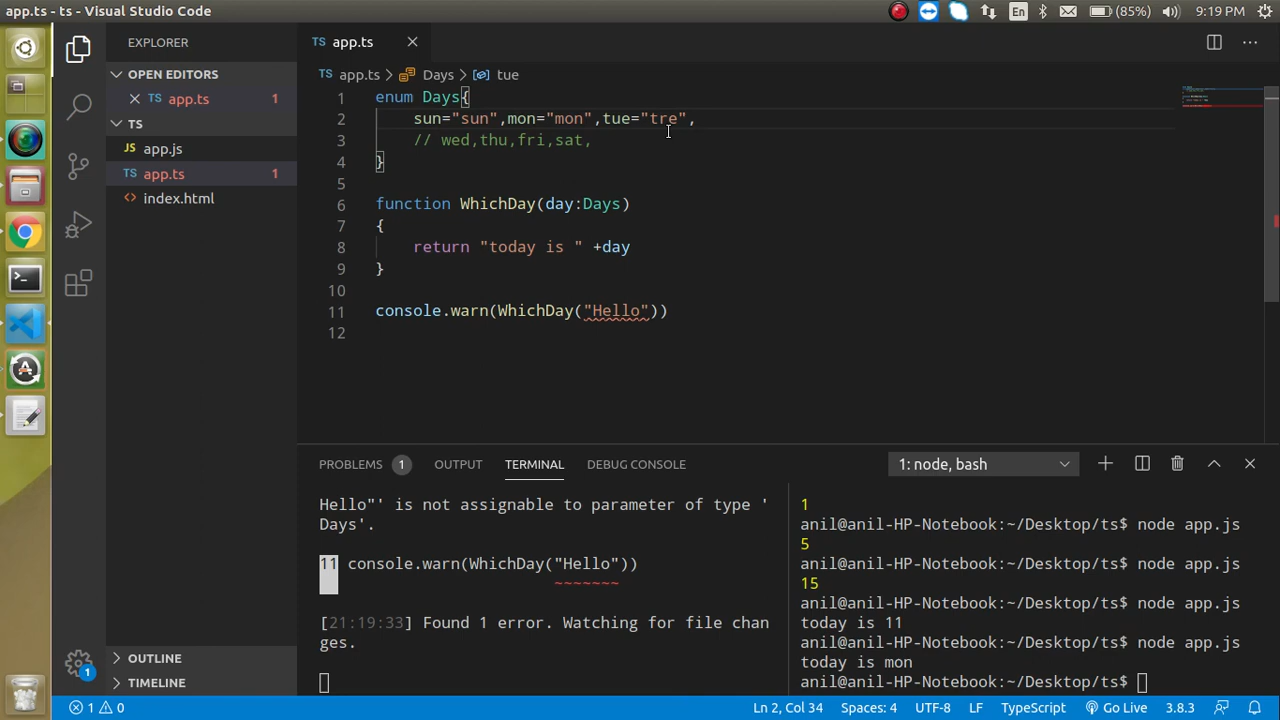 app.ts - ts - Visual Studio Code
En
(85%)
9:19 PM
EXPLORER
OPEN EDITORS
TS app.ts 1
TS
JS app.js
TS app.ts 1
<> index.html
OUTLINE
TIMELINE
TS app.ts
TS app.ts > Days > tue
1 enum Days{
2 sun="sun",mon="mon",tue="tre",
3 // wed,thu,fri,sat,
4 }
5
6 function WhichDay(day:Days)
7 {
8 return "today is " +day
9 }
10
11 console.warn(WhichDay("Hello"))
12
PROBLEMS 1 OUTPUT TERMINAL DEBUG CONSOLE
1: node, bash
Hello"' is not assignable to parameter of type '
Days'.
11 console.warn(WhichDay("Hello"))
~~~~~~~
[21:19:33] Found 1 error. Watching for file chan
ges.
1
anil@anil-HP-Notebook:~/Desktop/ts$ node app.js
5
anil@anil-HP-Notebook:~/Desktop/ts$ node app.js
15
anil@anil-HP-Notebook:~/Desktop/ts$ node app.js
today is 11
anil@anil-HP-Notebook:~/Desktop/ts$ node app.js
today is mon
anil@anil-HP-Notebook:~/Desktop/ts$
1
1 0
Ln 2, Col 34 Spaces: 4 UTF-8 LF TypeScript Go Live 3.8.3